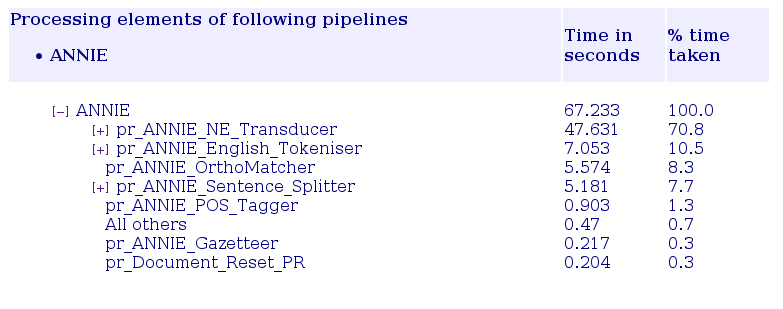 Processing elements of following pipelines
• ANNIE
Time in seconds
% time taken
[−] ANNIE 67.233 100.0
[+] pr_ANNIE_NE_Transducer 47.631 70.8
[+] pr_ANNIE_English_Tokeniser 7.053 10.5
pr_ANNIE_OrthoMatcher 5.574 8.3
[+] pr_ANNIE_Sentence_Splitter 5.181 7.7
pr_ANNIE_POS_Tagger 0.903 1.3
All others 0.47 0.7
pr_ANNIE_Gazetteer 0.217 0.3
pr_Document_Reset_PR 0.204 0.3